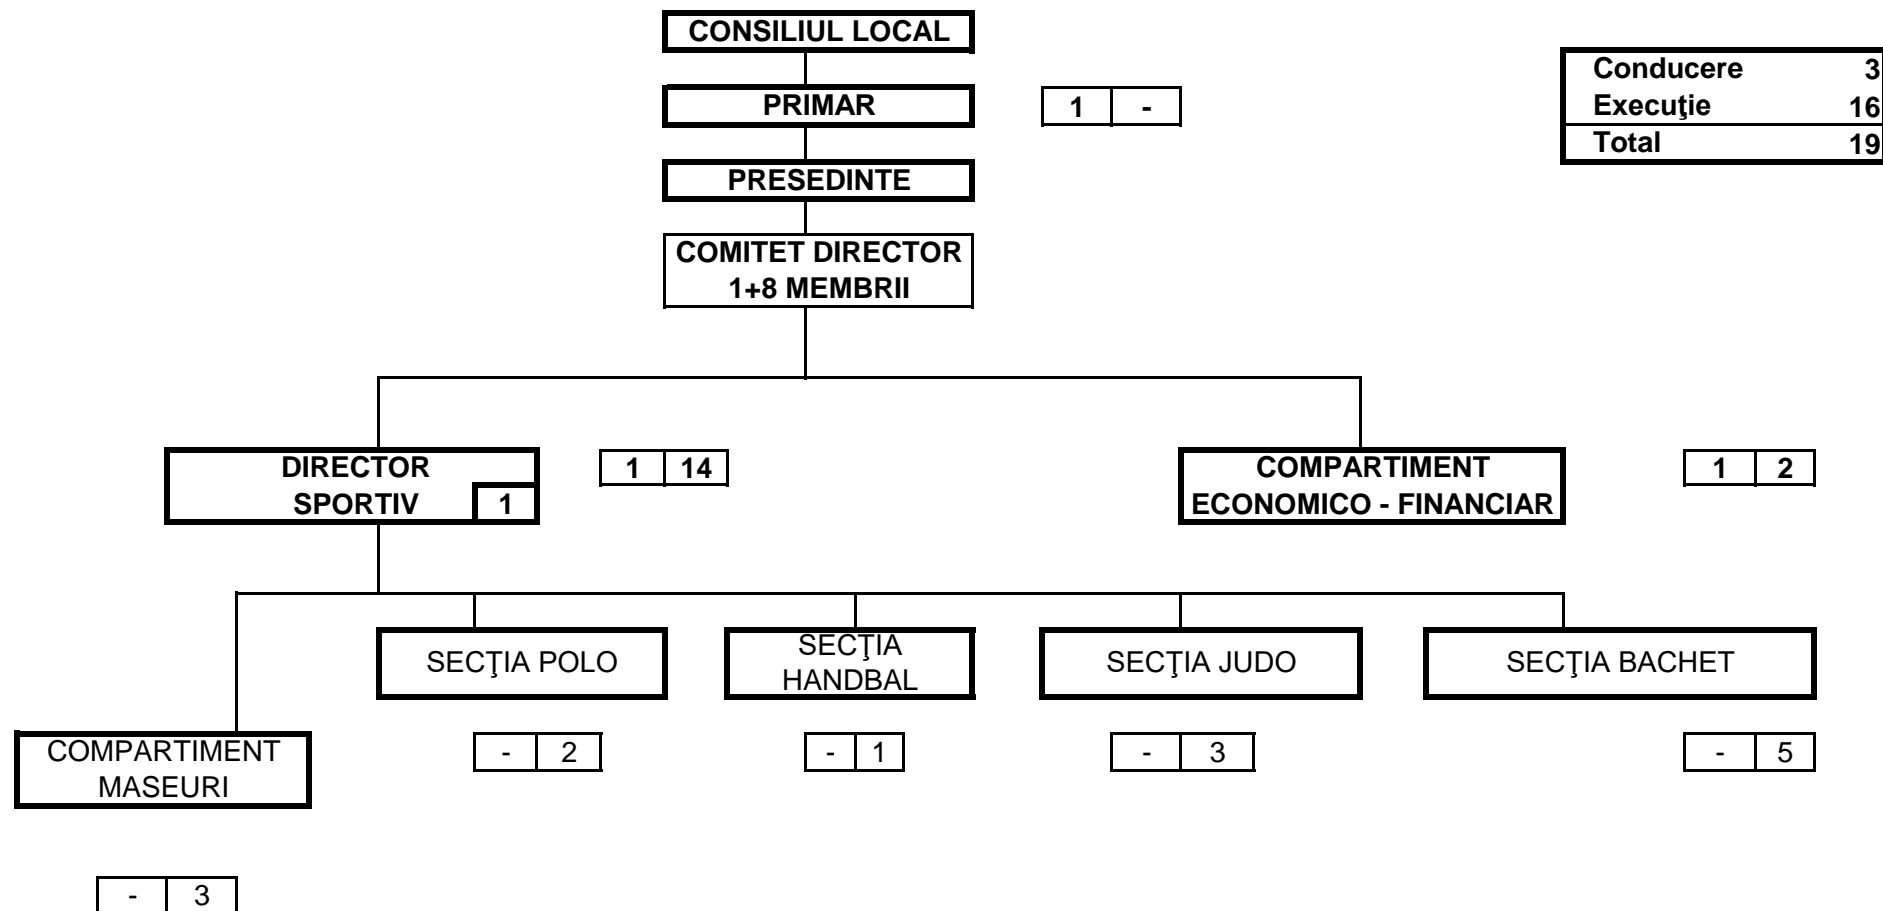 CONSILIUL LOCAL
Conducere 3
PRIMAR
1 -
Execuţie 16
Total 19
PRESEDINTE
COMITET DIRECTOR
1+8 MEMBRII
DIRECTOR
SPORTIV 1
1 14
COMPARTIMENT
ECONOMICO - FINANCIAR
1 2
SECŢIA POLO
SECŢIA
HANDBAL
SECŢIA JUDO
SECŢIA BACHET
COMPARTIMENT
MASEURI
- 2
- 1
- 3
- 5
- 3